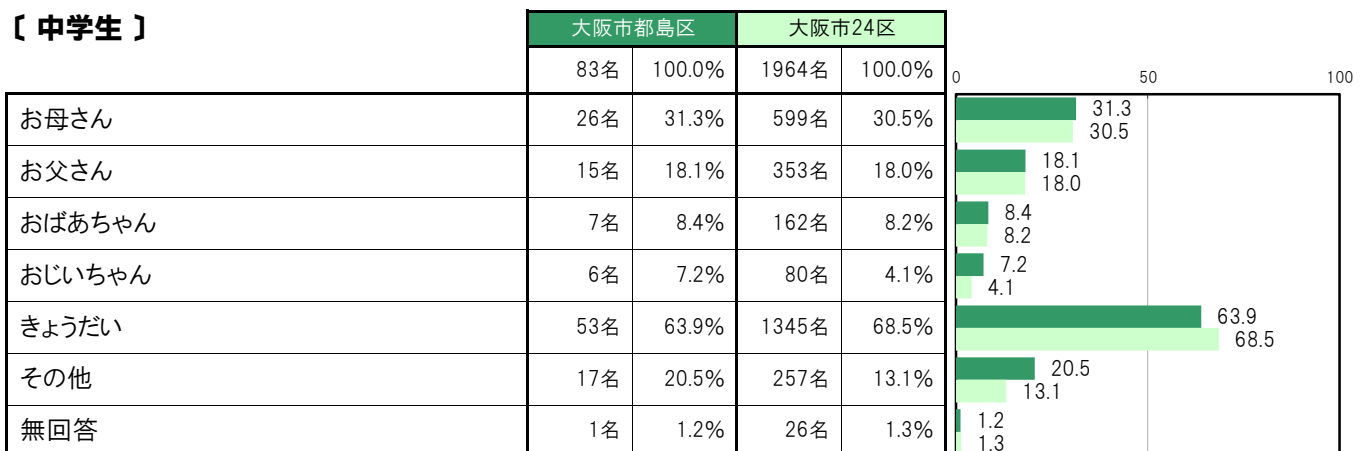 〔 中学生 〕
大阪市都島区 大阪市24区
83名 100.0% 1964名 100.0%
0 50 100
お母さん 26名 31.3% 599名 30.5% 31.3
30.5
お父さん 15名 18.1% 353名 18.0% 18.1
18.0
おばあちゃん 7名 8.4% 162名 8.2% 8.4
8.2
おじいちゃん 6名 7.2% 80名 4.1% 7.2
4.1
きょうだい 53名 63.9% 1345名 68.5% 63.9
68.5
その他 17名 20.5% 257名 13.1% 20.5
13.1
無回答 1名 1.2% 26名 1.3% 1.2
1.3